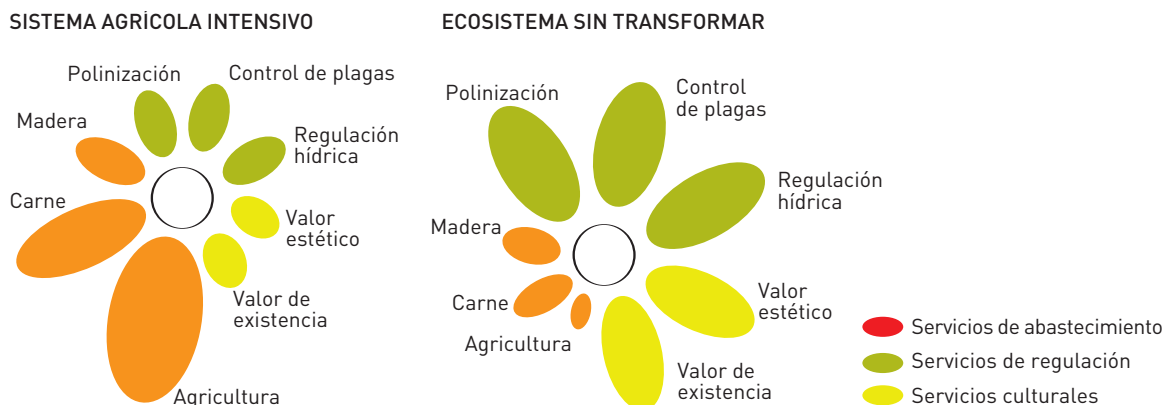 SISTEMA AGRÍCOLA INTENSIVO
Polinización
Control de plagas
Madera
Regulación
hídrica
Carne
Valor
estético
Valor de
existencia
Agricultura
ECOSISTEMA SIN TRANSFORMAR
Polinización
Control
de plagas
Regulación
hídrica
Madera
Carne
Agricultura
Valor
estético
Valor de
existencia
Servicios de abastecimiento
Servicios de regulación
Servicios culturales